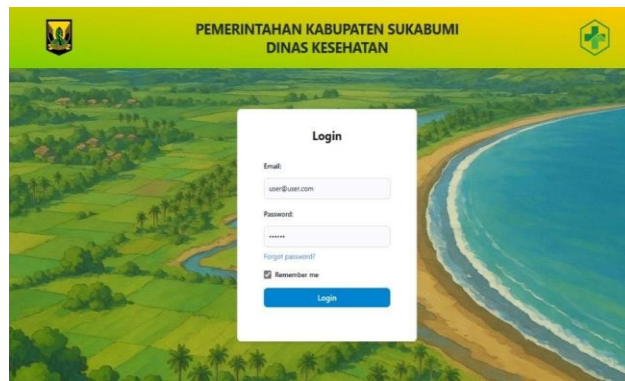 PEMERINTAHAN KABUPATEN SUKABUMI
DINAS KESEHATAN
Login
Email:
user@user.com
Password:
••••••
Forgot password?
Remember me
Login